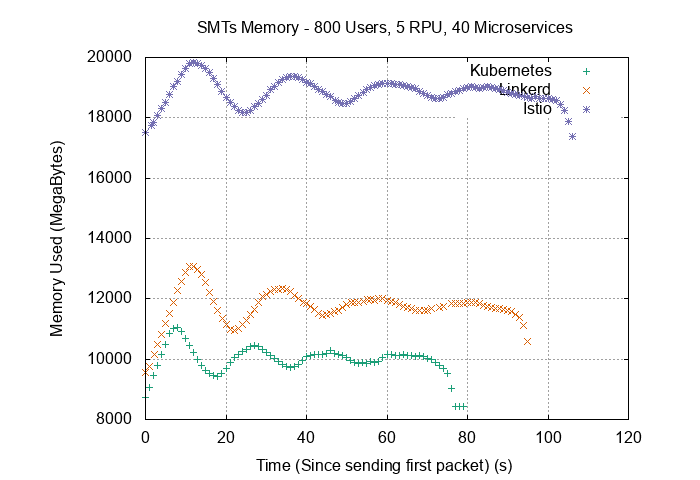 SMTs Memory - 800 Users, 5 RPU, 40 Microservices
Memory Used (MegaBytes)
20000
18000
16000
14000
12000
10000
8000
Kubernetes
Linkerd
Istio
0 20 40 60 80 100 120
Time (Since sending first packet) (s)